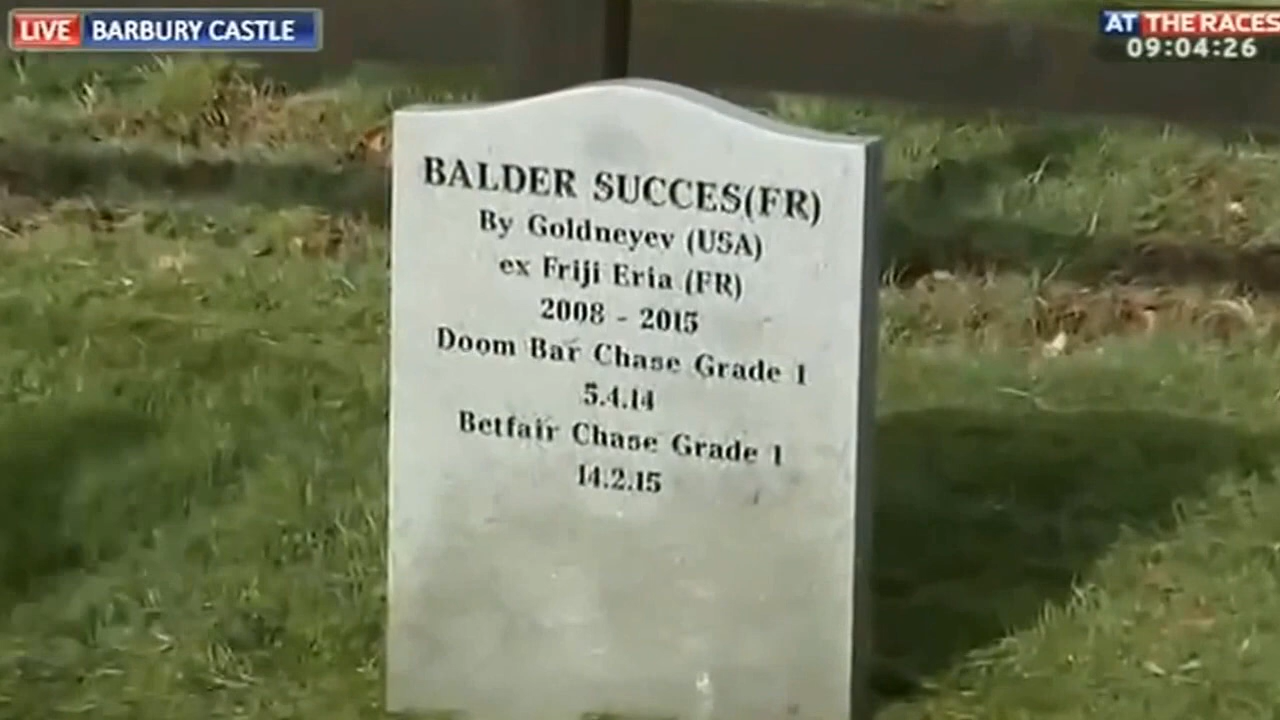 LIVE BARBURY CASTLE
AT THE RACES
09:04:26
BALDER SUCCES(FR)
By Goldneyev (USA)
ex Friji Eria (FR)
2008 - 2015
Doom Bar Chase Grade 1
5.4.14
Betfair Chase Grade 1
14.2.15